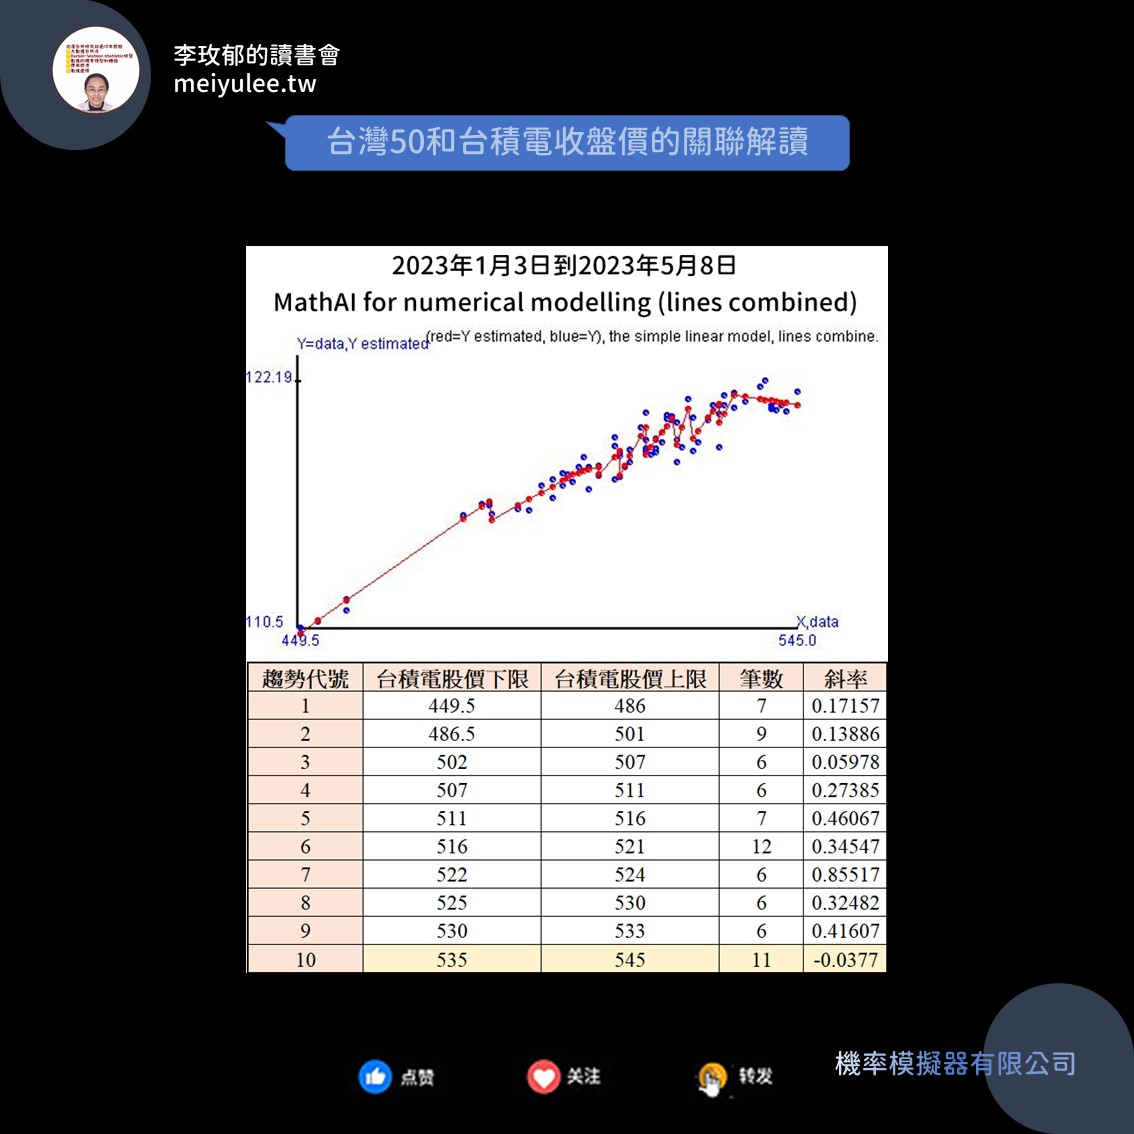 李玫郁的讀書會
meiyulee.tw
台灣50和台積電收盤價的關聯解讀
2023年1月3日到2023年5月8日
MathAI for numerical modelling (lines combined)
Y=data,Y estimated
(red=Y estimated, blue=Y), the simple linear model, lines combine.
122.19
110.5
X,data
449.5
545.0
趨勢代號 台積電股價下限 台積電股價上限 筆數 斜率
1 449.5 486 7 0.17157
2 486.5 501 9 0.13886
3 502 507 6 0.05978
4 507 511 6 0.27385
5 511 516 7 0.46067
6 516 521 12 0.34547
7 522 524 6 0.85517
8 525 530 6 0.32482
9 530 533 6 0.41607
10 535 545 11 -0.0377
点赞 关注 转发
機率模擬器有限公司